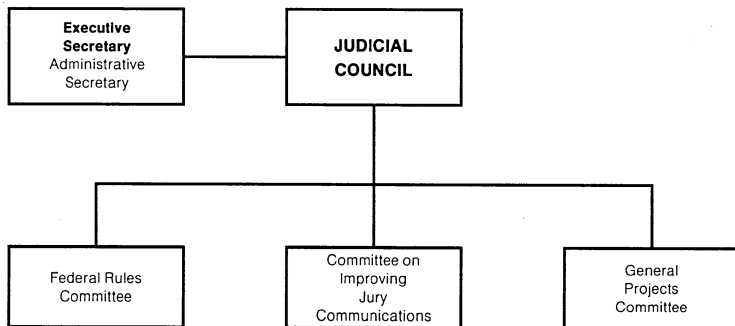 Executive
Secretary
Administrative
Secretary
JUDICIAL
COUNCIL
Federal Rules
Committee
Committee on
Improving
Jury
Communications
General
Projects
Committee